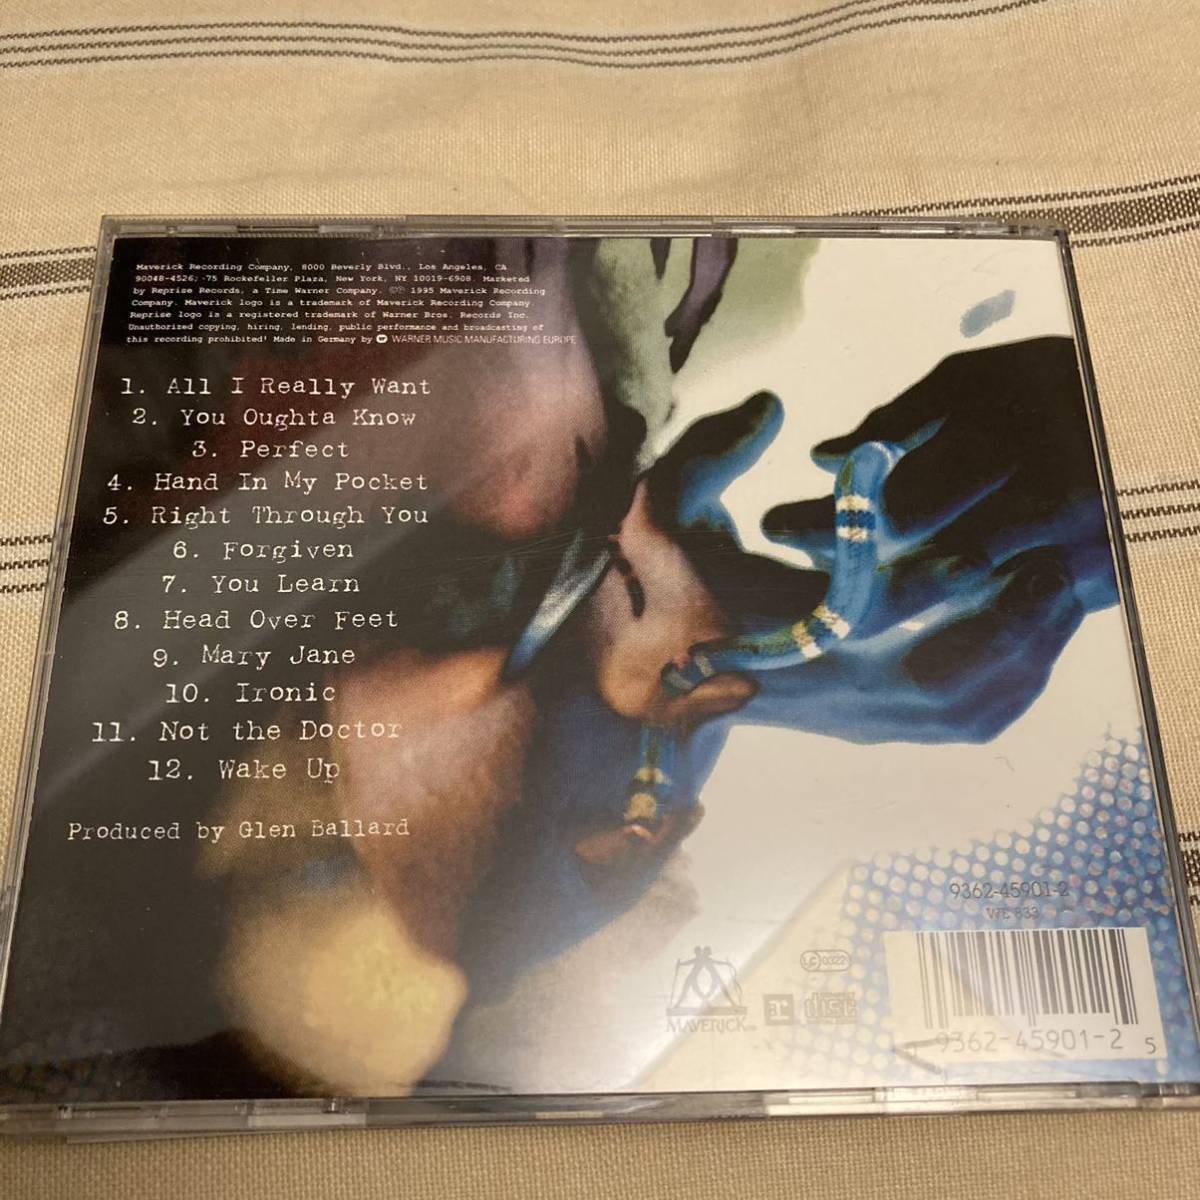 Maverick Recording Company, 8000 Beverly Blvd., Los Angeles, CA
90048-4526; -75 Rockefeller Plaza, New York, NY 10019-6908. Marketed
by Reprise Records, a Time Warner Company. ©℗ 1995 Maverick Recording
Company. Maverick logo is a trademark of Maverick Recording Company
Reprise logo is a registered trademark of Warner Bros. Records Inc.
Unauthorized copying, hiring, lending, public performance and broadcasting of
this recording prohibited! Made in Germany by WARNER MUSIC MANUFACTURING EUROPE
1. All I Really Want
2. You Oughta Know
3. Perfect
4. Hand In My Pocket
5. Right Through You
6. Forgiven
7. You Learn
8. Head Over Feet
9. Mary Jane
10. Ironic
11. Not the Doctor
12. Wake Up
Produced by Glen Ballard
9362-45901-2
WE 833
LC 0322
MAVERICK
disc
9362-45901-2 5